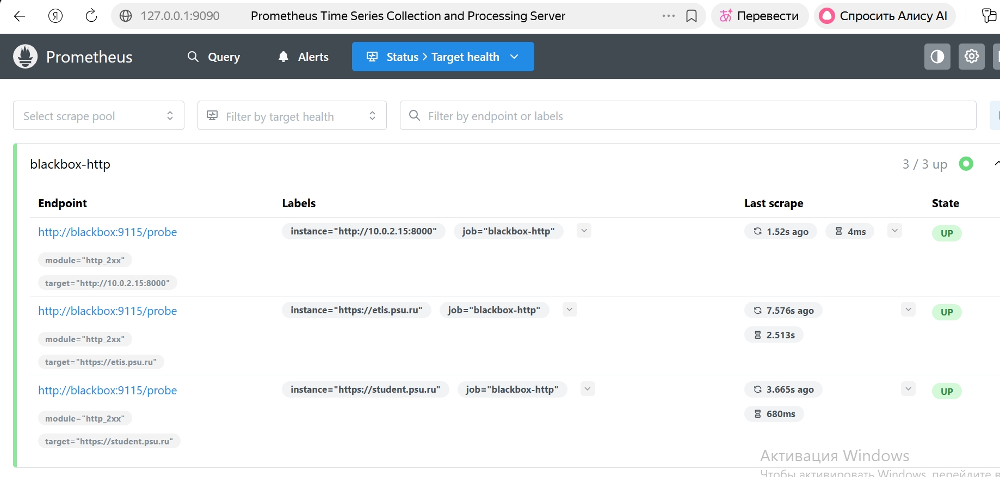 127.0.0.1:9090 Prometheus Time Series Collection and Processing Server ... Перевести Спросить Алису AI
Prometheus Query Alerts Status > Target health
Select scrape pool Filter by target health Filter by endpoint or labels
blackbox-http 3 / 3 up
Endpoint Labels Last scrape State
http://blackbox:9115/probe instance="http://10.0.2.15:8000" job="blackbox-http" 1.52s ago 4ms UP
module="http_2xx"
target="http://10.0.2.15:8000"
http://blackbox:9115/probe instance="https://etis.psu.ru" job="blackbox-http" 7.576s ago UP
2.513s
module="http_2xx"
target="https://etis.psu.ru"
http://blackbox:9115/probe instance="https://student.psu.ru" job="blackbox-http" 3.665s ago UP
680ms
module="http_2xx"
target="https://student.psu.ru"
Активация Windows
Чтобы активировать Windows, перейдите в